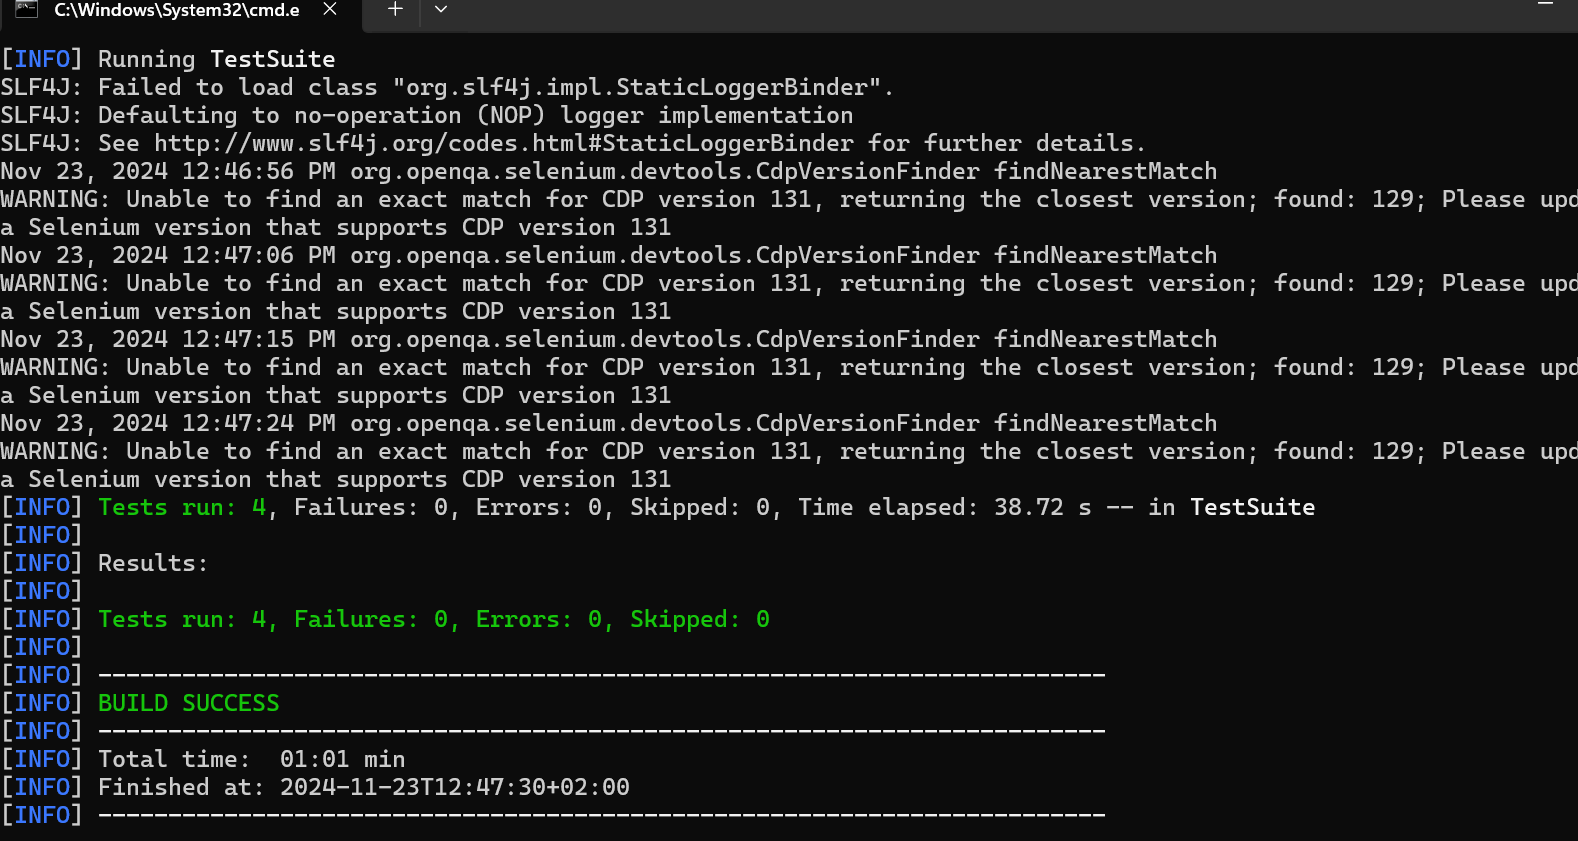 C:\Windows\System32\cmd.e
[INFO] Running TestSuite
SLF4J: Failed to load class "org.slf4j.impl.StaticLoggerBinder".
SLF4J: Defaulting to no-operation (NOP) logger implementation
SLF4J: See http://www.slf4j.org/codes.html#StaticLoggerBinder for further details.
Nov 23, 2024 12:46:56 PM org.openqa.selenium.devtools.CdpVersionFinder findNearestMatch
WARNING: Unable to find an exact match for CDP version 131, returning the closest version; found: 129; Please upd
a Selenium version that supports CDP version 131
Nov 23, 2024 12:47:06 PM org.openqa.selenium.devtools.CdpVersionFinder findNearestMatch
WARNING: Unable to find an exact match for CDP version 131, returning the closest version; found: 129; Please upd
a Selenium version that supports CDP version 131
Nov 23, 2024 12:47:15 PM org.openqa.selenium.devtools.CdpVersionFinder findNearestMatch
WARNING: Unable to find an exact match for CDP version 131, returning the closest version; found: 129; Please upd
a Selenium version that supports CDP version 131
Nov 23, 2024 12:47:24 PM org.openqa.selenium.devtools.CdpVersionFinder findNearestMatch
WARNING: Unable to find an exact match for CDP version 131, returning the closest version; found: 129; Please upd
a Selenium version that supports CDP version 131
[INFO] Tests run: 4, Failures: 0, Errors: 0, Skipped: 0, Time elapsed: 38.72 s -- in TestSuite
[INFO]
[INFO] Results:
[INFO]
[INFO] Tests run: 4, Failures: 0, Errors: 0, Skipped: 0
[INFO]
[INFO] ------------------------------------------------------------------------
[INFO] BUILD SUCCESS
[INFO] ------------------------------------------------------------------------
[INFO] Total time:  01:01 min
[INFO] Finished at: 2024-11-23T12:47:30+02:00
[INFO] ------------------------------------------------------------------------